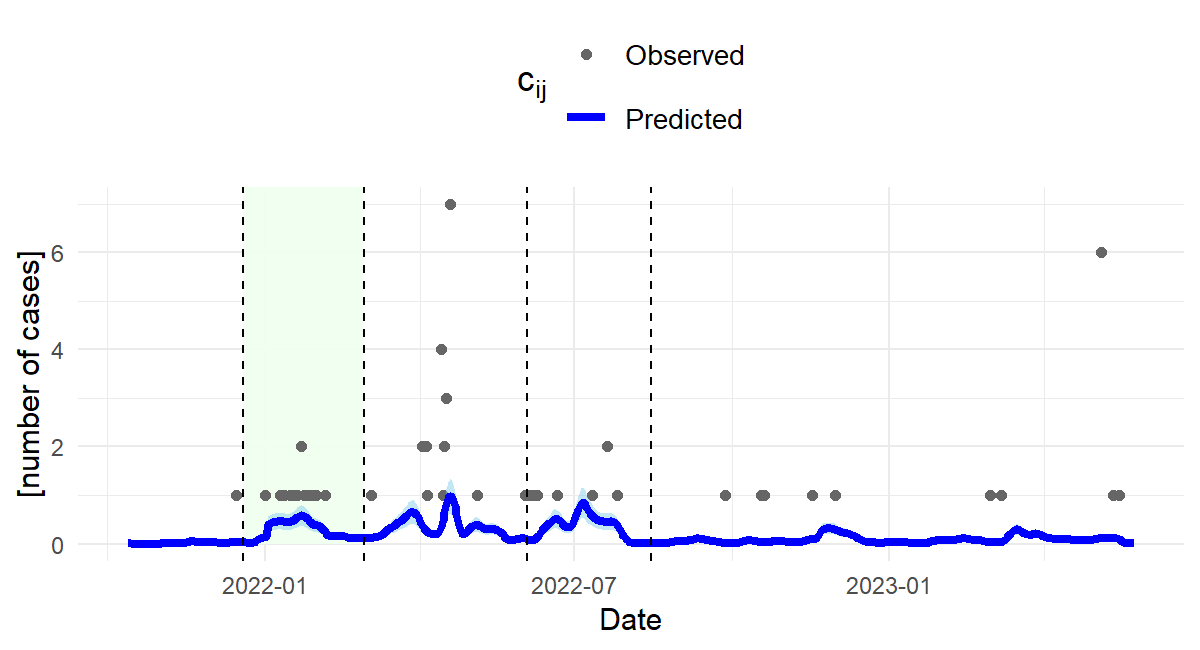 c_ij
Observed
Predicted
[number of cases]
6
4
2
0
2022-01
2022-07
2023-01
Date